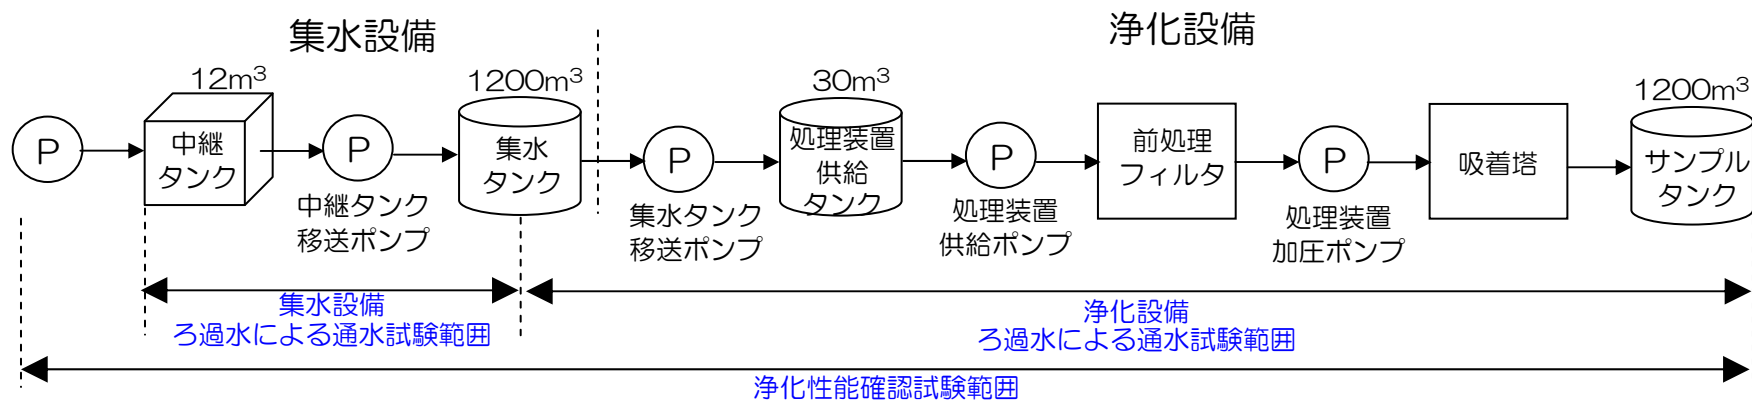 集水設備
浄化設備
12m³
1200m³
30m³
1200m³
P
中継
タンク
P
中継タンク
移送ポンプ
集水
タンク
P
集水タンク
移送ポンプ
処理装置
供給
タンク
P
処理装置
供給ポンプ
前処理
フィルタ
P
処理装置
加圧ポンプ
吸着塔
サンプル
タンク
集水設備
ろ過水による通水試験範囲
浄化設備
ろ過水による通水試験範囲
浄化性能確認試験範囲